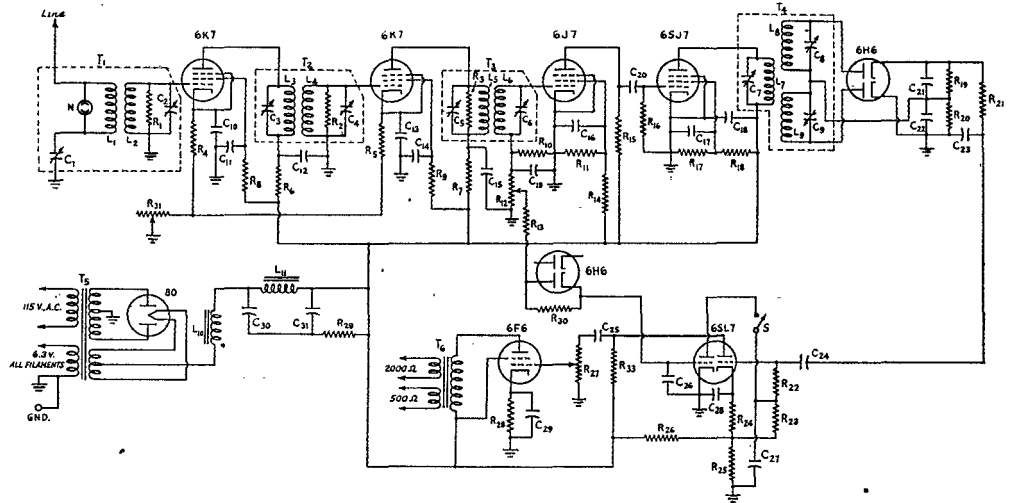 Line
T1
N
C1
L1
L2
R1
C2
6K7
C10
C11
R4
R8
R31
T2
L3
L4
C3
R2
C4
C12
R6
6K7
C13
C14
R5
R9
R7
T3
R3
L5
L6
C5
C6
C15
R12
R10
C19
R13
6J7
C16
R11
R14
R15
C20
6SJ7
R16
C17
C18
R17
R18
T4
L8
C8
C7
L7
L9
C9
6H6
C21
C22
R19
R20
C23
R21
T5
115 V., A.C.
6.3 V.
ALL FILAMENTS
GND.
80
L10
L11
C30
C31
R29
6H6
R30
T6
2000 Ω
500 Ω
6F6
R28
C29
R27
C25
R33
6SL7
C26
C28
S
C24
R22
R23
R24
R25
R26
C27